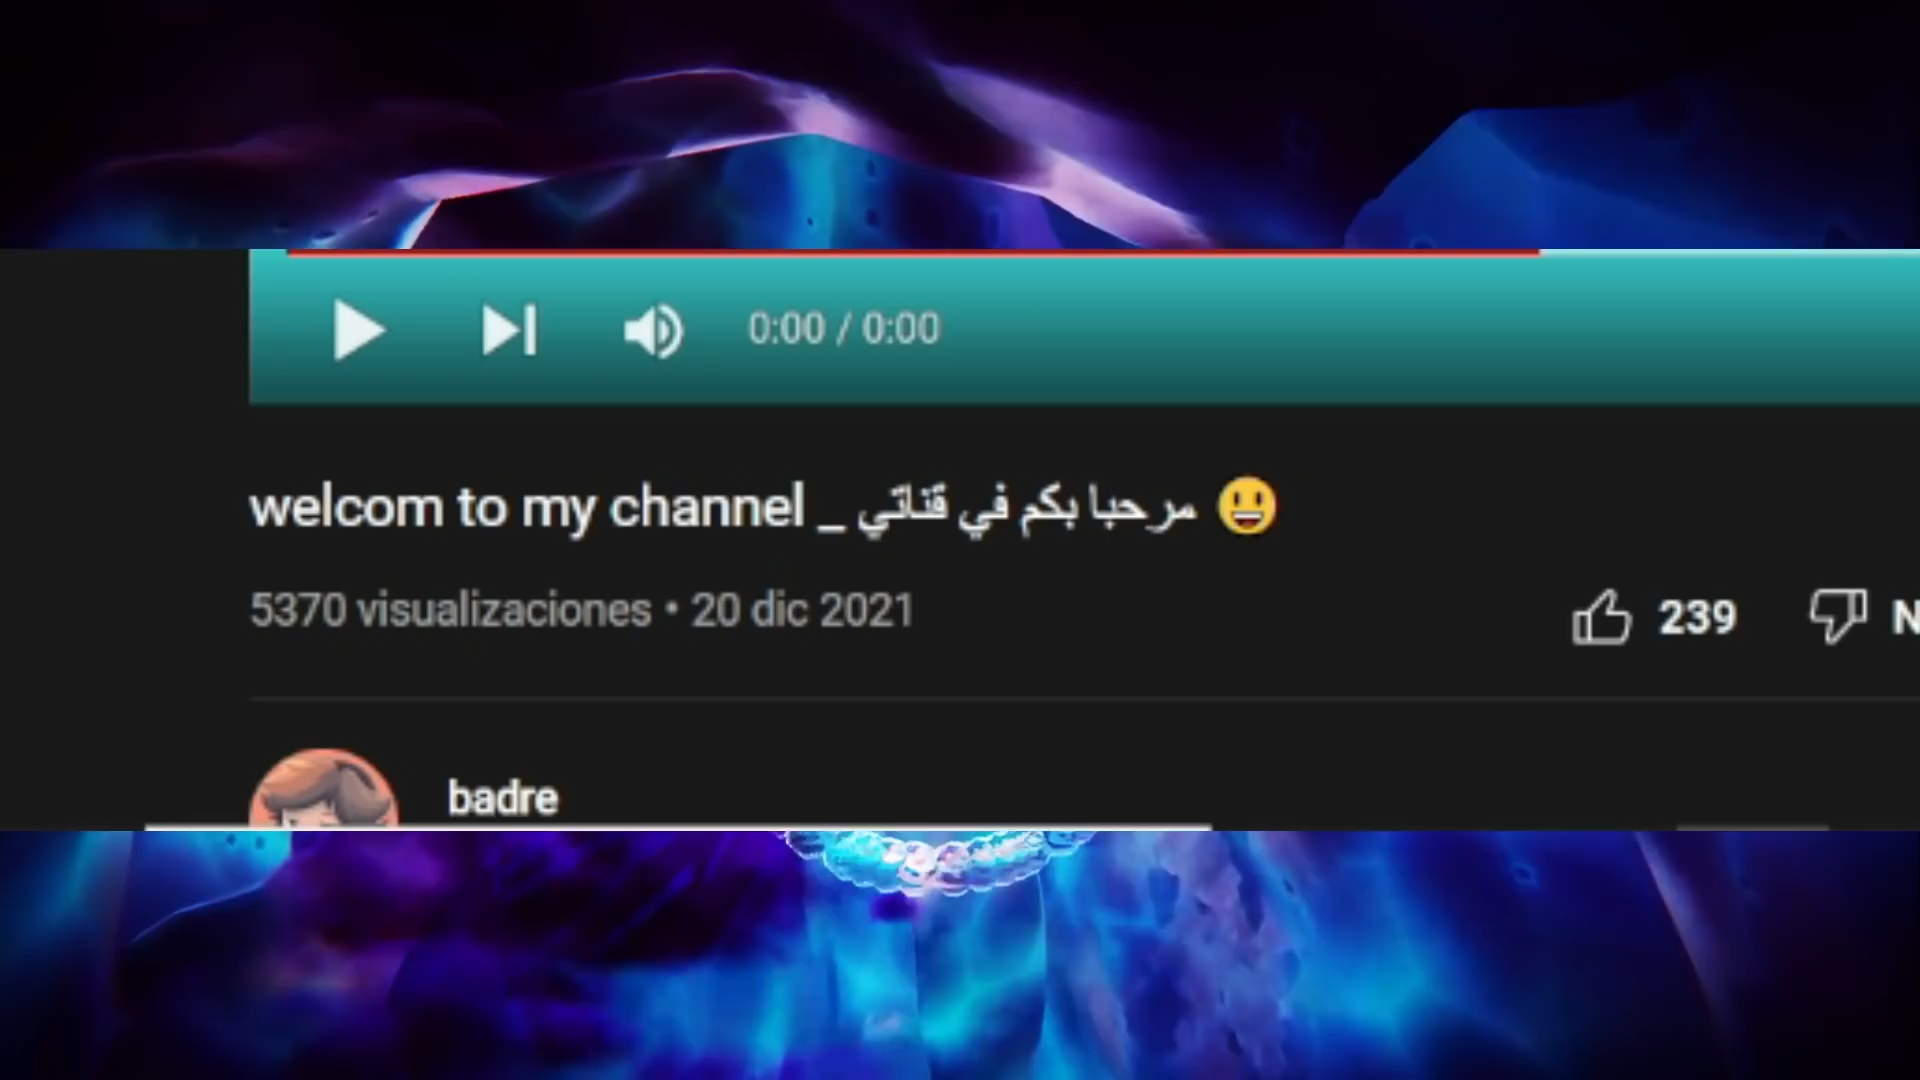 0:00 / 0:00
welcom to my channel _ مرحبا بكم في قناتي 😃
5370 visualizaciones • 20 dic 2021
239
N
badre